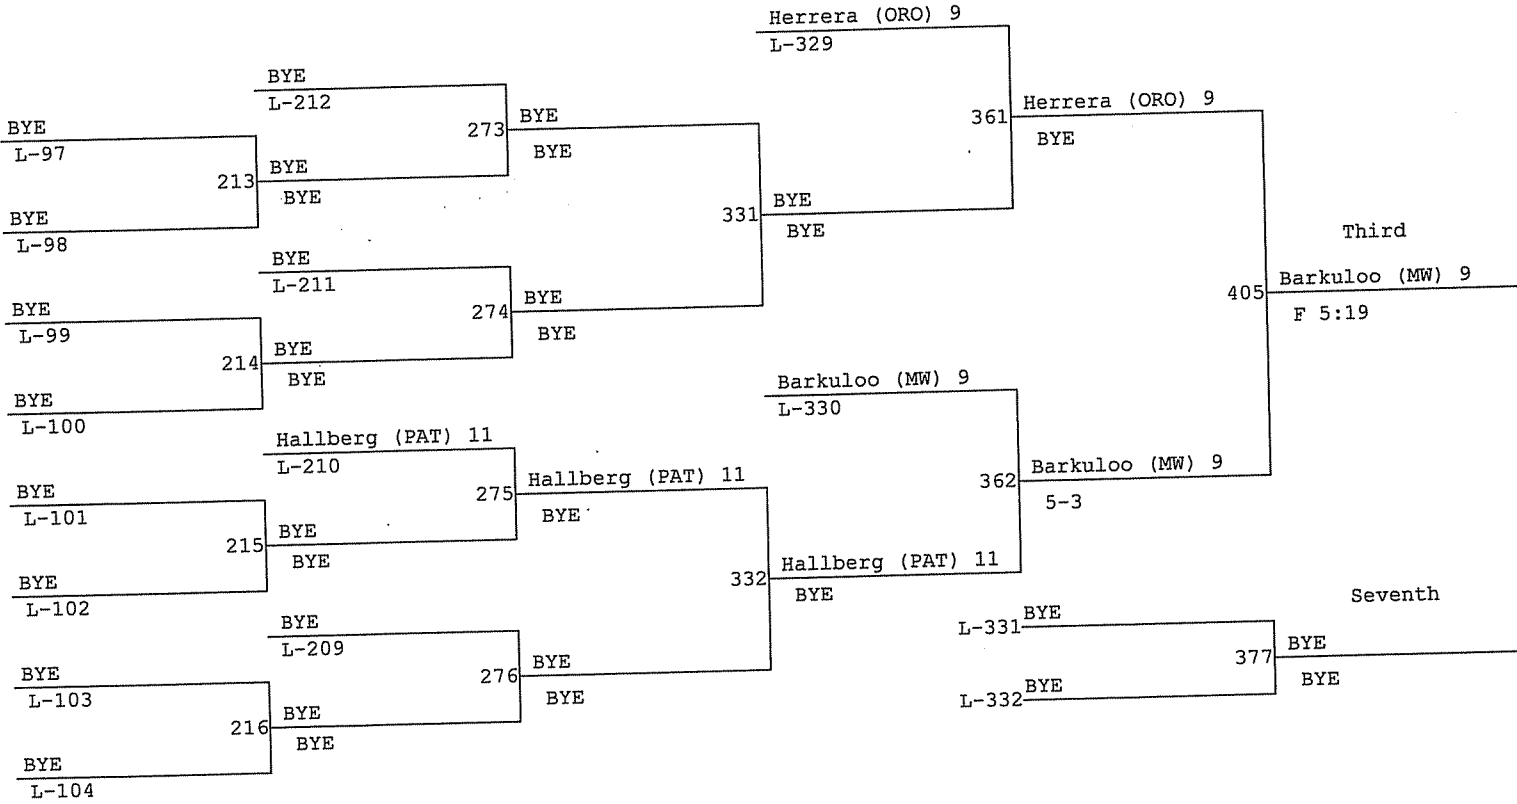 Herrera (ORO) 9
L-329
BYE
L-212
BYE
L-97
273
BYE
BYE
361
Herrera (ORO) 9
BYE
213
BYE
BYE
BYE
L-98
331
BYE
BYE
BYE
L-211
BYE
L-99
274
BYE
BYE
214
BYE
BYE
BYE
L-100
Third
405
Barkuloo (MW) 9
F 5:19
Barkuloo (MW) 9
L-330
Hallberg (PAT) 11
L-210
BYE
L-101
275
Hallberg (PAT) 11
BYE
362
Barkuloo (MW) 9
5-3
215
BYE
BYE
BYE
L-102
332
Hallberg (PAT) 11
BYE
BYE
L-209
BYE
L-103
276
BYE
BYE
216
BYE
BYE
BYE
L-104
Seventh
L-331
BYE
377
BYE
BYE
L-332
BYE